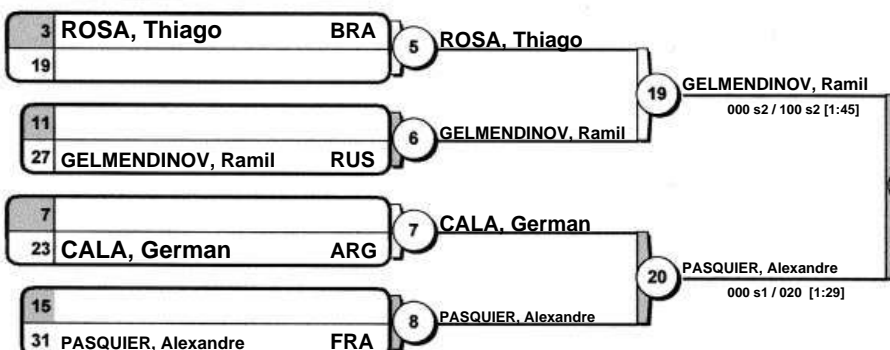 3 ROSA, Thiago BRA
19
5
ROSA, Thiago
11
27 GELMENDINOV, Ramil RUS
6
GELMENDINOV, Ramil
19
GELMENDINOV, Ramil
000 s2 / 100 s2 [1:45]
7
23 CALA, German ARG
7
CALA, German
15
31 PASQUIER, Alexandre FRA
8
PASQUIER, Alexandre
20
PASQUIER, Alexandre
000 s1 / 020 [1:29]